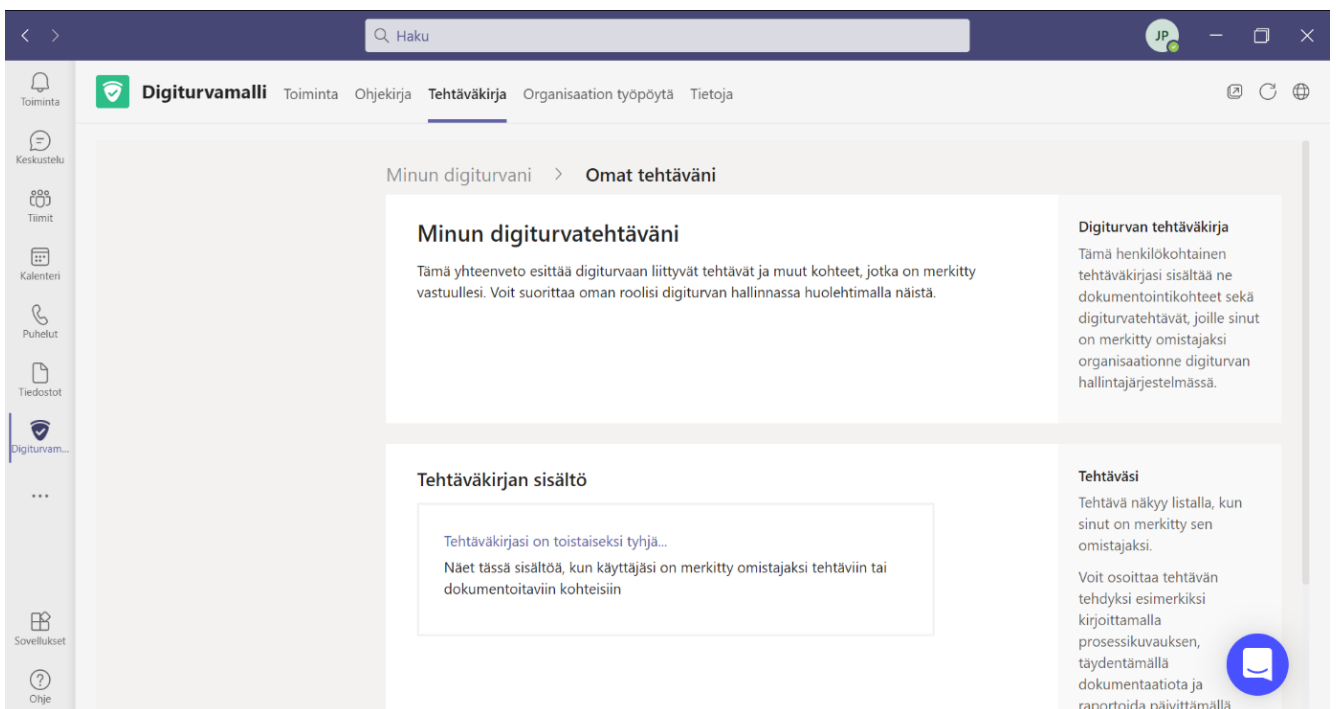 Haku
JP
Toiminta
Keskustelu
Tiimit
Kalenteri
Puhelut
Tiedostot
Digiturvam...
Sovellukset
Ohje
Digiturvamalli Toiminta Ohjekirja Tehtäväkirja Organisaation työpöytä Tietoja
Minun digiturvani > Omat tehtäväni
Minun digiturvatehtäväni
Tämä yhteenveto esittää digiturvaan liittyvät tehtävät ja muut kohteet, jotka on merkitty
vastuullesi. Voit suorittaa oman roolisi digiturvan hallinnassa huolehtimalla näistä.
Digiturvan tehtäväkirja
Tämä henkilökohtainen
tehtäväkirjasi sisältää ne
dokumentointikohteet sekä
digiturvatehtävät, joille sinut
on merkitty omistajaksi
organisaationne digiturvan
hallintajärjestelmässä.
Tehtäväkirjan sisältö
Tehtäväkirjasi on toistaiseksi tyhjä...
Näet tässä sisältöä, kun käyttäjäsi on merkitty omistajaksi tehtäviin tai
dokumentoitaviin kohteisiin
Tehtäväsi
Tehtävä näkyy listalla, kun
sinut on merkitty sen
omistajaksi.
Voit osoittaa tehtävän
tehdyksi esimerkiksi
kirjoittamalla
prosessikuvauksen,
täydentämällä
dokumentaatiota ja
raportoida päivittämällä